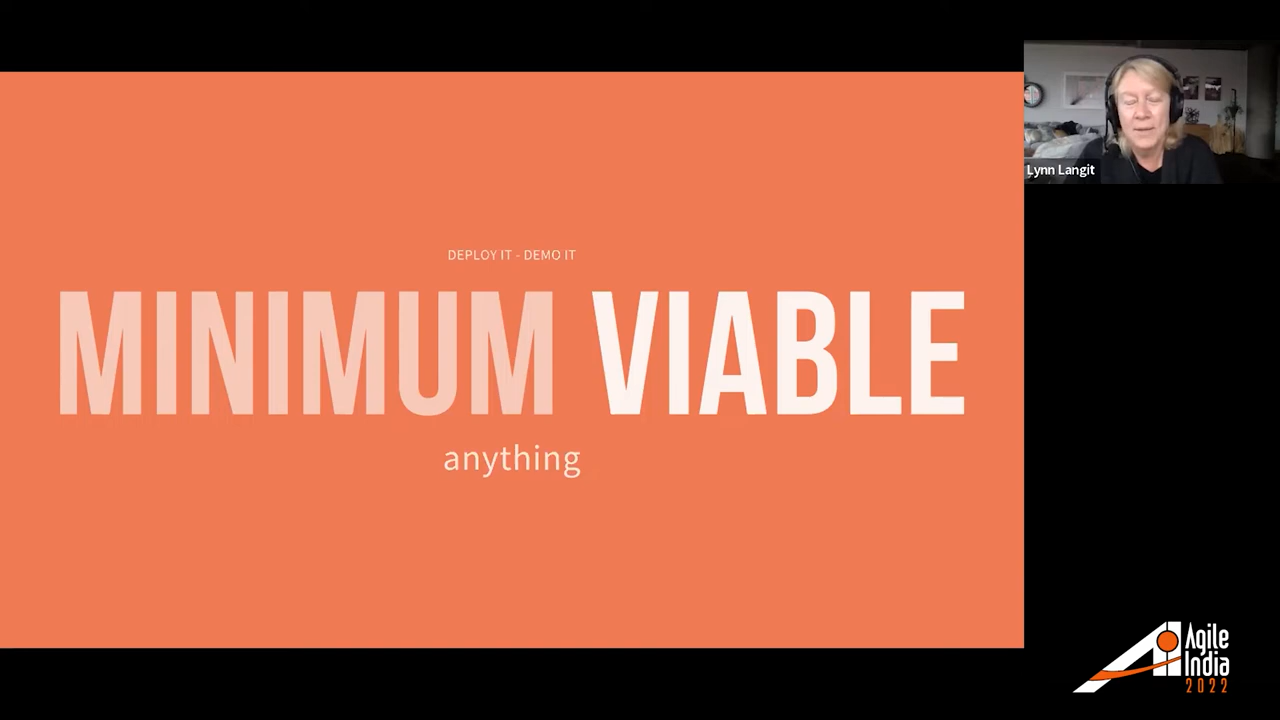 DEPLOY IT - DEMO IT
MINIMUM VIABLE
anything
Lynn Langit
Agile
India
2022